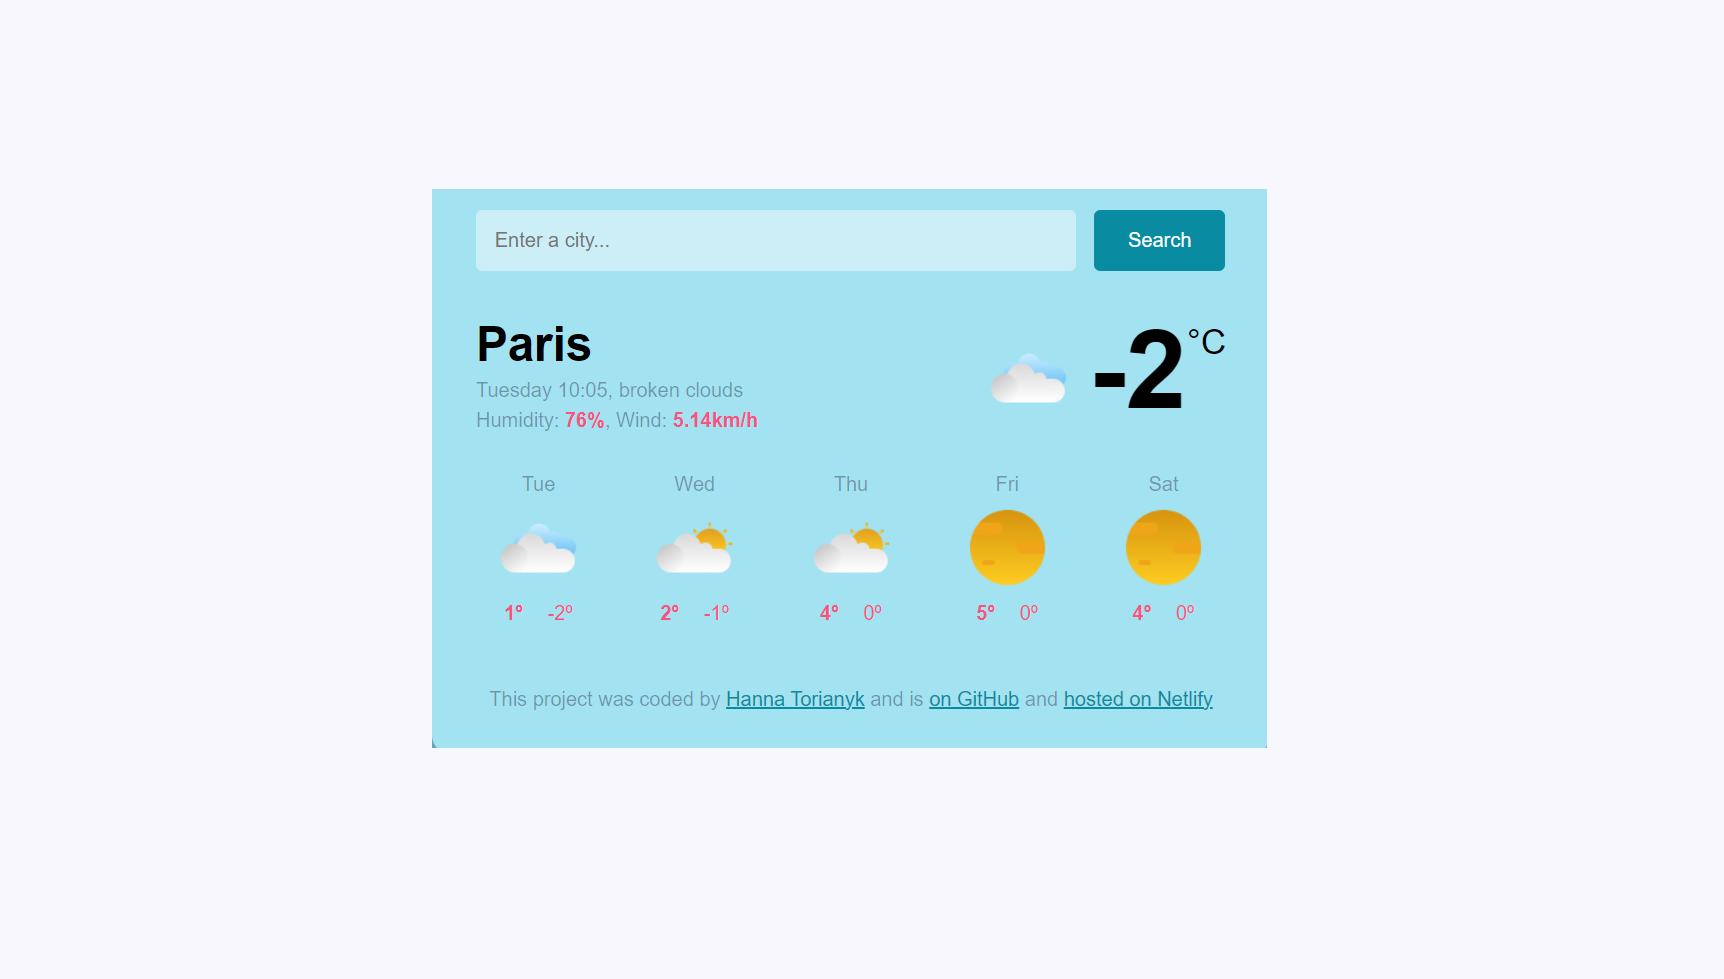 Enter a city... Search
Paris
-2 °C
Tuesday 10:05, broken clouds
Humidity: 76%, Wind: 5.14km/h
Tue Wed Thu Fri Sat
1° -2° 2° -1° 4° 0° 5° 0° 4° 0°
This project was coded by Hanna Torianyk and is on GitHub and hosted on Netlify